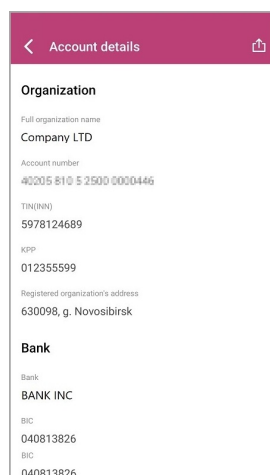 Account details
Organization
Full organization name
Company LTD
Account number
40205 810 5 2500 0000446
TIN(INN)
5978124689
KPP
012355599
Registered organization's address
630098, g. Novosibirsk
Bank
Bank
BANK INC
BIC
040813826
BIC
040813826